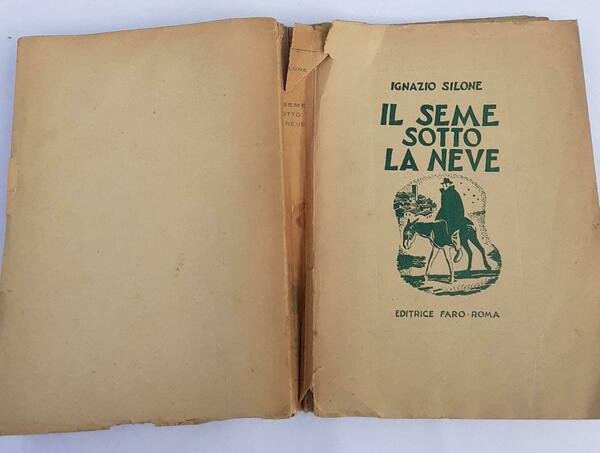 SEME
SOTTO
NEVE
IGNAZIO SILONE
IL SEME
SOTTO
LA NEVE
EDITRICE FARO · ROMA